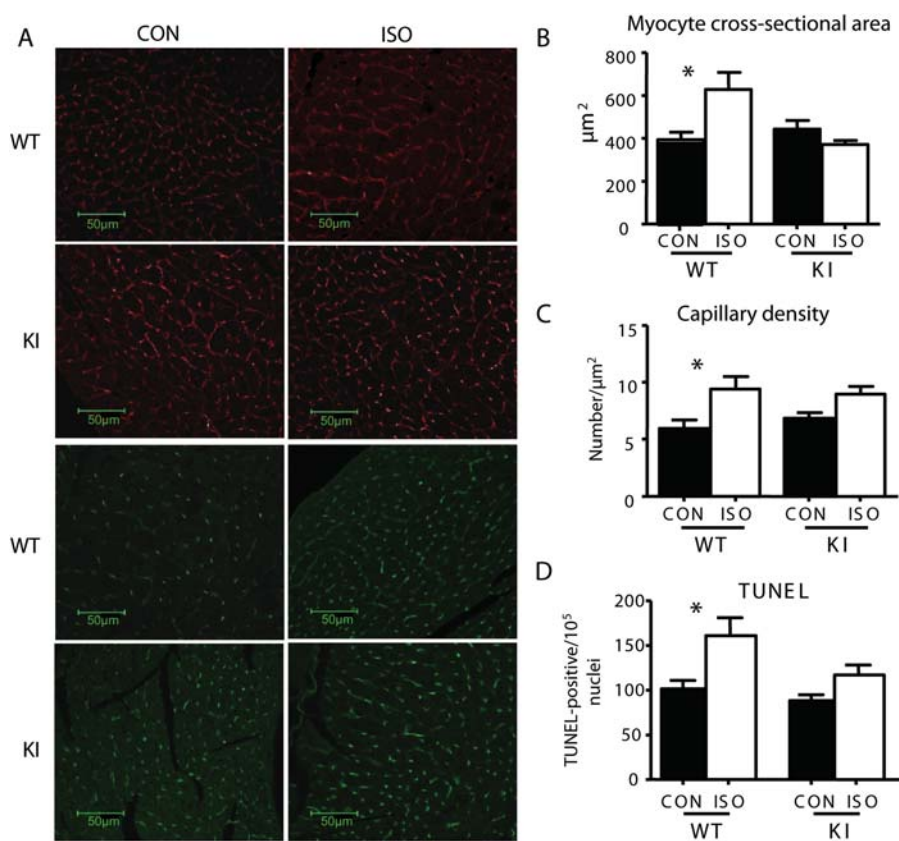 A
CON
ISO
WT
50µm
50µm
KI
50µm
50µm
WT
50µm
50µm
KI
50µm
50µm
B
Myocyte cross-sectional area
µm²
800
600
400
200
0
*
CON ISO CON ISO
WT KI
C
Capillary density
Number/µm²
15
10
5
0
*
CON ISO CON ISO
WT KI
D
TUNEL
TUNEL-positive/10⁵
nuclei
200
150
100
50
0
*
CON ISO CON ISO
WT KI